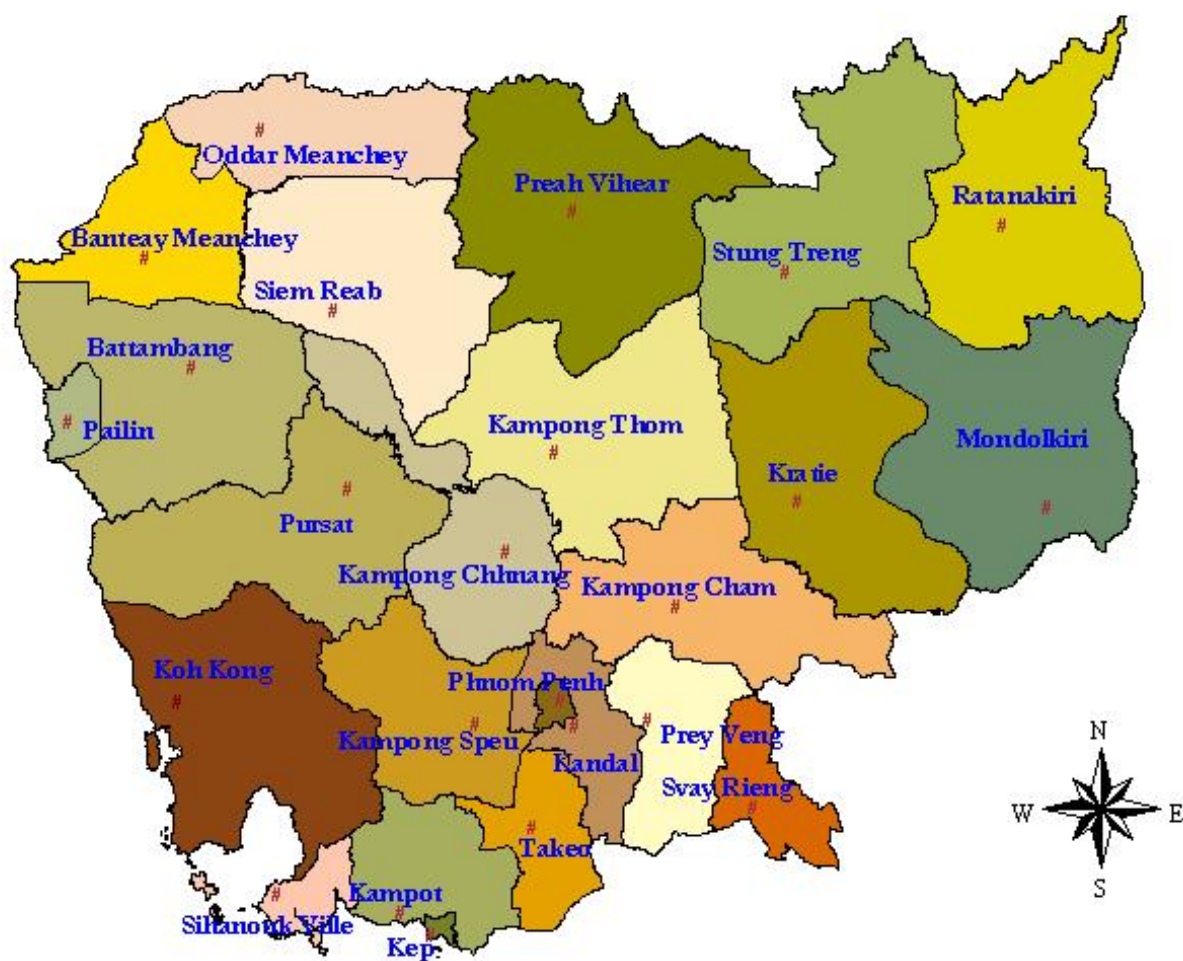 Oddar Meanchey
Preah Vihear
Ratanakiri
Banteay Meanchey
Stung Treng
Siem Reab
Battambang
Kampong Thom
Pailin
Mondolkiri
Kratie
Pursat
Kampong Chhnang
Kampong Cham
Koh Kong
Phnom Penh
Kampong Speu
Prey Veng
Kandal
Svay Rieng
Takeo
Kampot
Sihanouk Ville
Kep
N
W
E
S